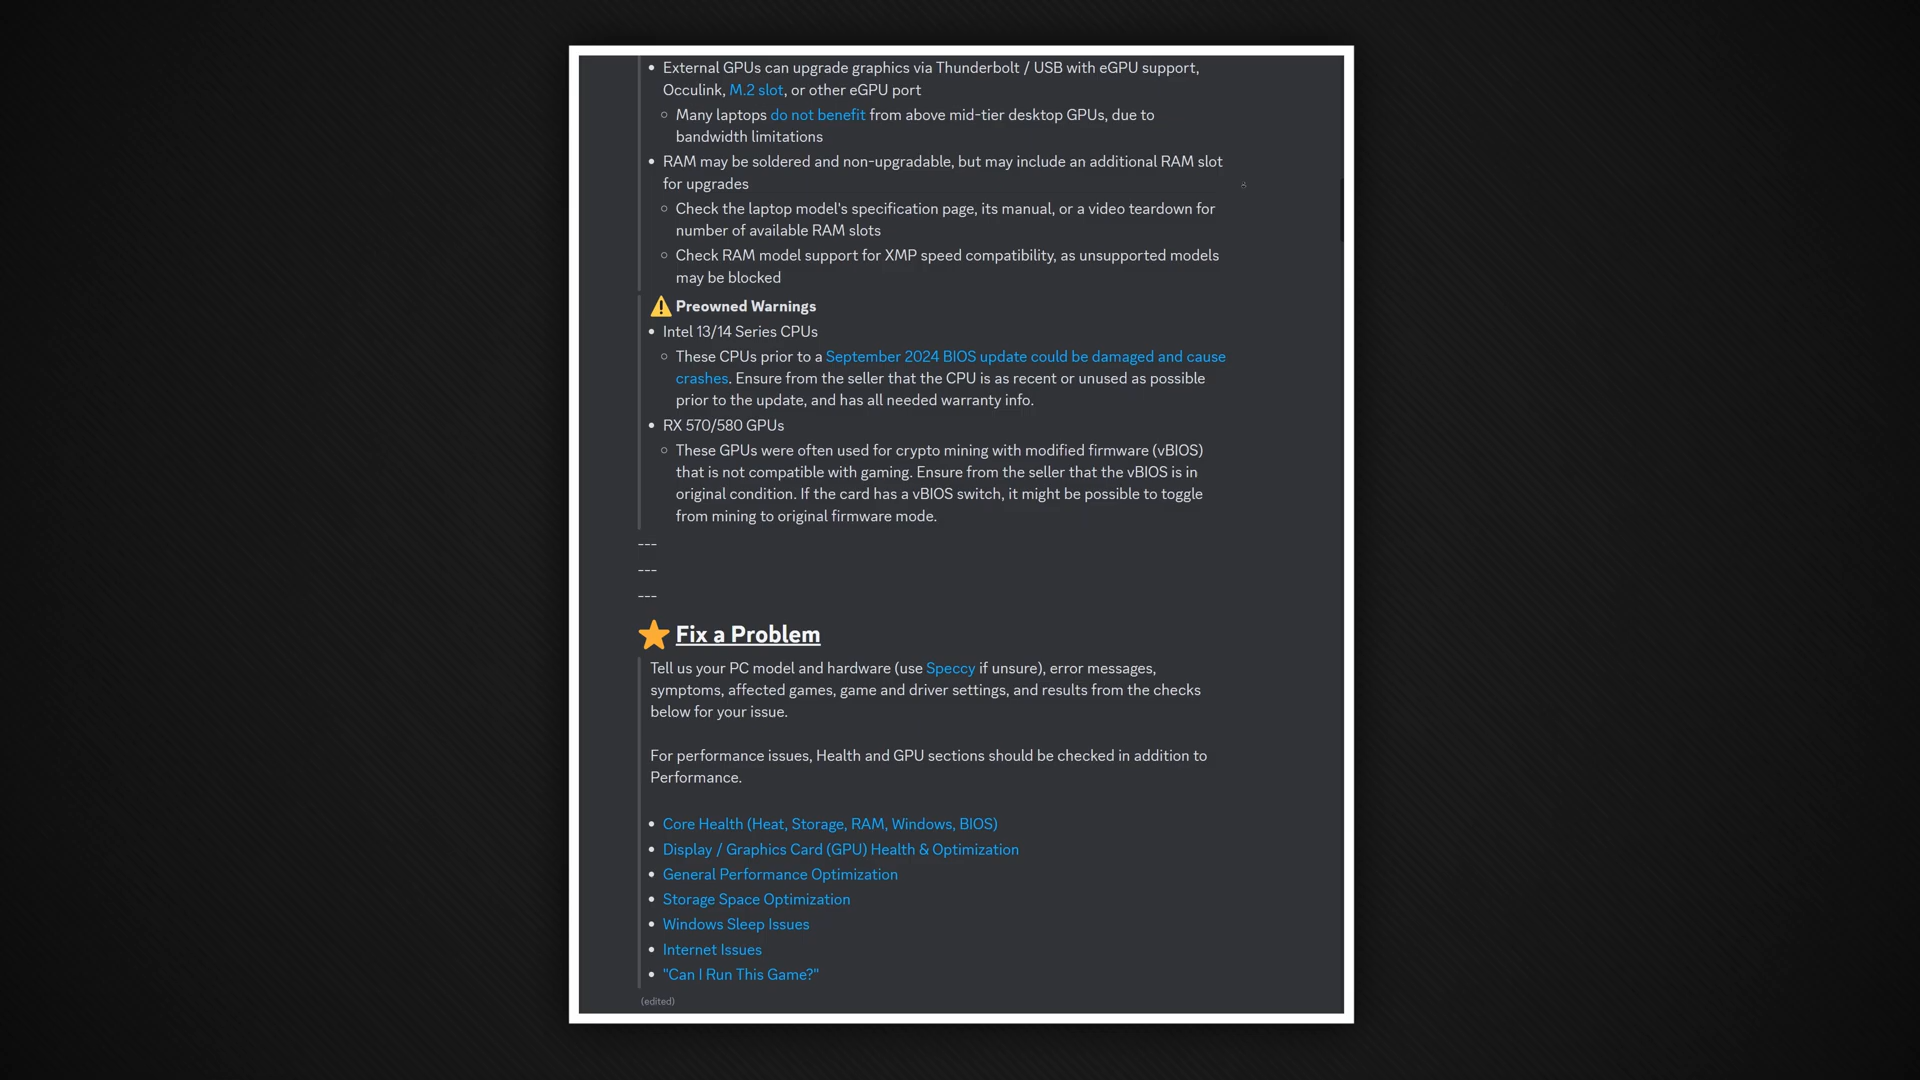 • External GPUs can upgrade graphics via Thunderbolt / USB with eGPU support,
Occulink, M.2 slot, or other eGPU port
◦ Many laptops do not benefit from above mid-tier desktop GPUs, due to
bandwidth limitations
• RAM may be soldered and non-upgradable, but may include an additional RAM slot
for upgrades
◦ Check the laptop model's specification page, its manual, or a video teardown for
number of available RAM slots
◦ Check RAM model support for XMP speed compatibility, as unsupported models
may be blocked
⚠️ Preowned Warnings
• Intel 13/14 Series CPUs
◦ These CPUs prior to a September 2024 BIOS update could be damaged and cause
crashes. Ensure from the seller that the CPU is as recent or unused as possible
prior to the update, and has all needed warranty info.
• RX 570/580 GPUs
◦ These GPUs were often used for crypto mining with modified firmware (vBIOS)
that is not compatible with gaming. Ensure from the seller that the vBIOS is in
original condition. If the card has a vBIOS switch, it might be possible to toggle
from mining to original firmware mode.
---
---
---
⭐ Fix a Problem
Tell us your PC model and hardware (use Speccy if unsure), error messages,
symptoms, affected games, game and driver settings, and results from the checks
below for your issue.
For performance issues, Health and GPU sections should be checked in addition to
Performance.
• Core Health (Heat, Storage, RAM, Windows, BIOS)
• Display / Graphics Card (GPU) Health & Optimization
• General Performance Optimization
• Storage Space Optimization
• Windows Sleep Issues
• Internet Issues
• "Can I Run This Game?"
(edited)